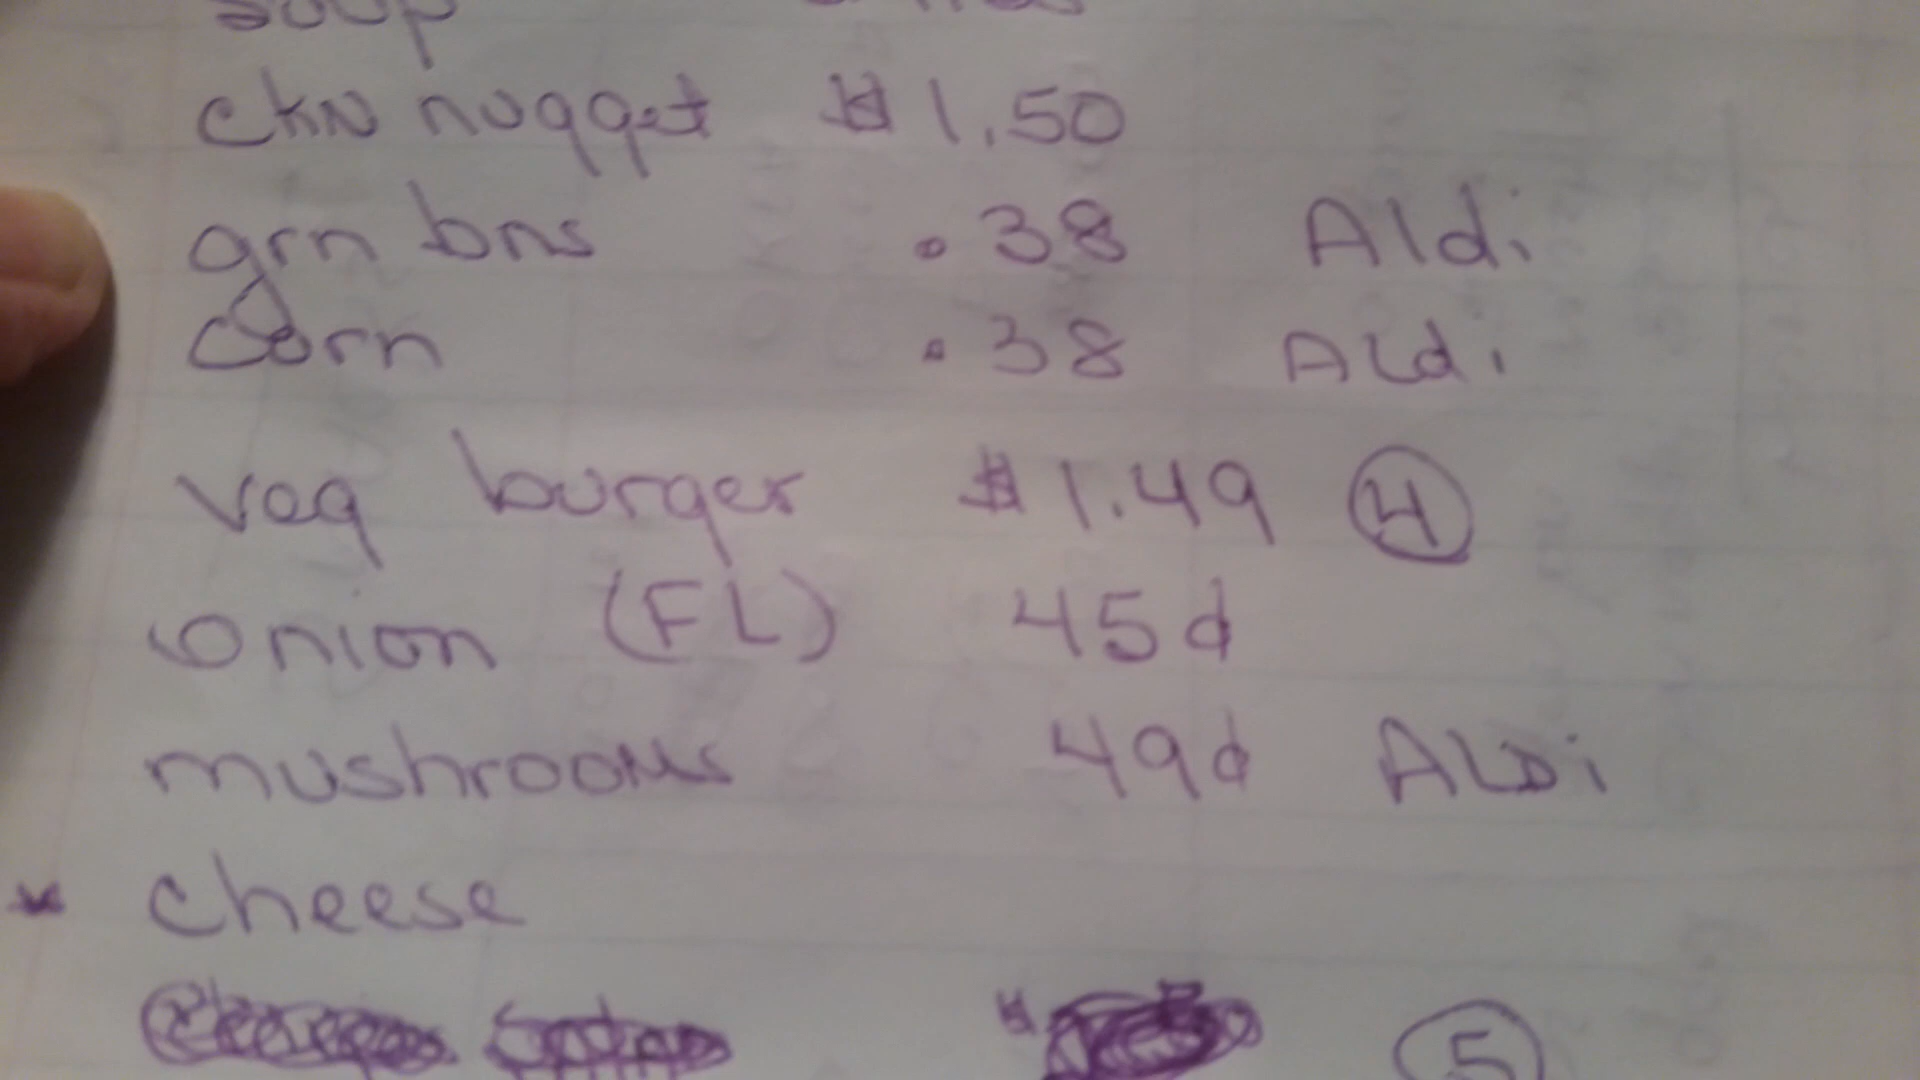 soup
ckn nugget $1.50
grn bns .38 Aldi
Corn .38 Aldi
veg burger $1.49 4
onion (FL) 45¢
mushrooms 49¢ Aldi
* cheese
5